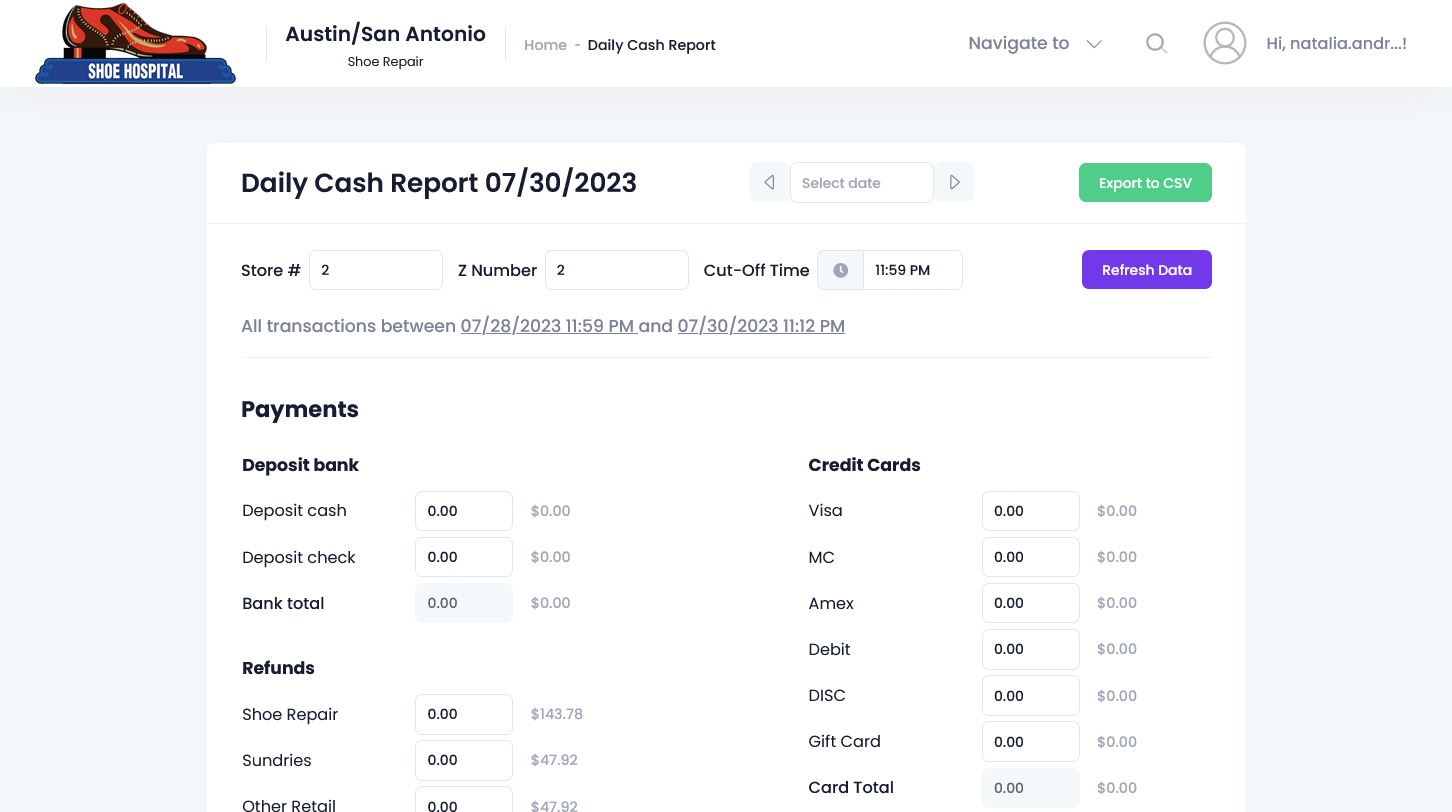 SHOE HOSPITAL
Austin/San Antonio
Shoe Repair
Home - Daily Cash Report
Navigate to
Hi, natalia.andr...!
Daily Cash Report 07/30/2023
Select date
Export to CSV
Store # 2 Z Number 2 Cut-Off Time 11:59 PM
Refresh Data
All transactions between 07/28/2023 11:59 PM and 07/30/2023 11:12 PM
Payments
Deposit bank
Deposit cash 0.00 $0.00
Deposit check 0.00 $0.00
Bank total 0.00 $0.00
Refunds
Shoe Repair 0.00 $143.78
Sundries 0.00 $47.92
Other Retail 0.00 $47.92
Credit Cards
Visa 0.00 $0.00
MC 0.00 $0.00
Amex 0.00 $0.00
Debit 0.00 $0.00
DISC 0.00 $0.00
Gift Card 0.00 $0.00
Card Total 0.00 $0.00